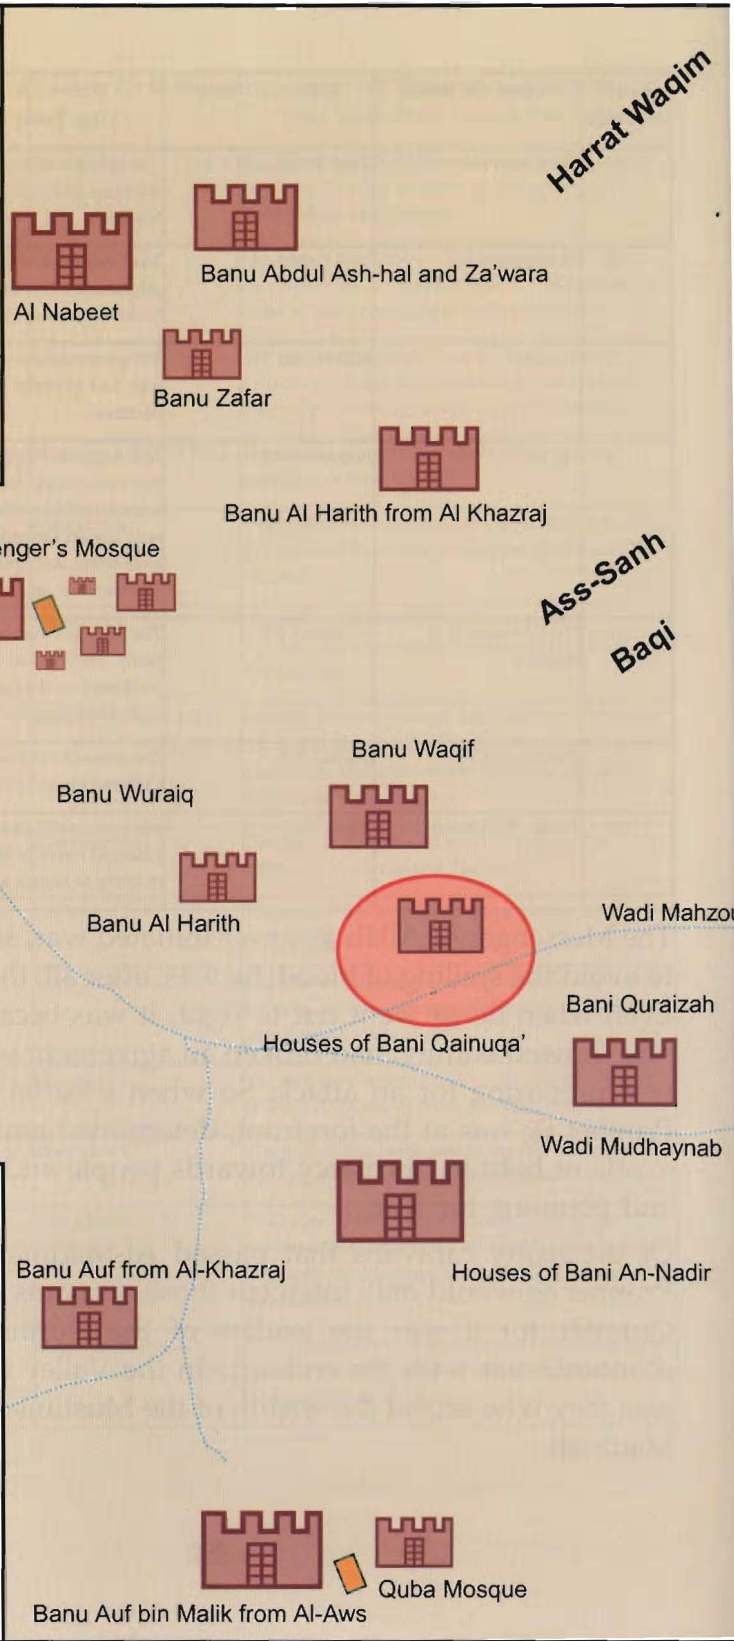 Harrat Waqim
Banu Abdul Ash-hal and Za'wara
Al Nabeet
Banu Zafar
Banu Al Harith from Al Khazraj
enger's Mosque
Ass-Sanh
Baqi
Banu Waqif
Banu Wuraiq
Wadi Mahzou
Banu Al Harith
Bani Quraizah
Houses of Bani Qainuqa'
Wadi Mudhaynab
Banu Auf from Al-Khazraj
Houses of Bani An-Nadir
Quba Mosque
Banu Auf bin Malik from Al-Aws